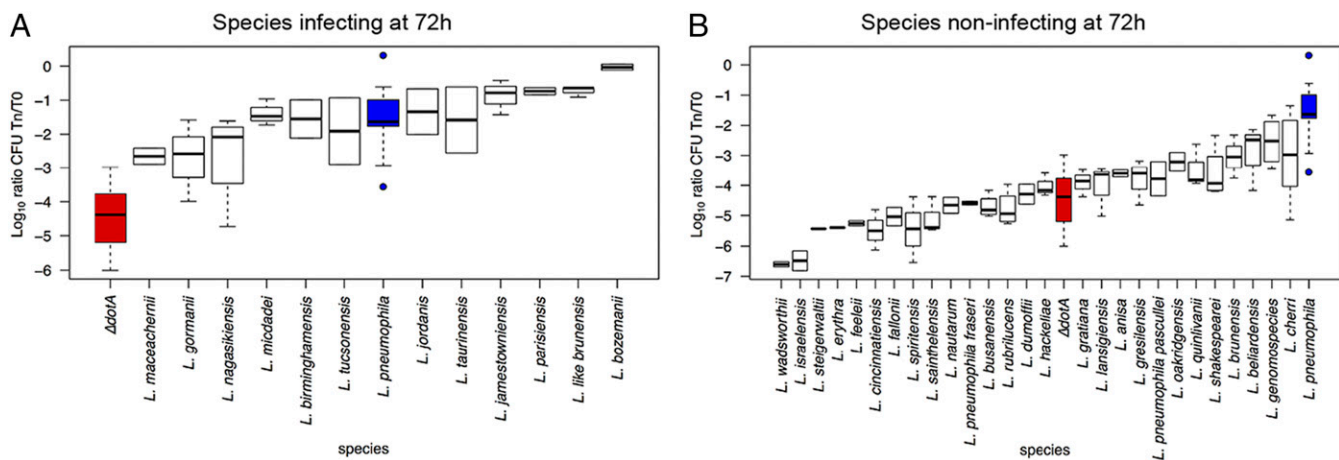 A
Species infecting at 72h
Log₁₀ ratio CFU Tn/T0
0
−1
−2
−3
−4
−5
−6
ΔdotA
L. maceachernii
L. gormanii
L. nagasakiensis
L. micdadei
L. birminghamensis
L. tucsonensis
L. pneumophila
L. jordanis
L. taurinensis
L. jamestowniensis
L. parisiensis
L. like brunensis
L. bozemanii
species
B
Species non-infecting at 72h
Log₁₀ ratio CFU Tn/T0
0
−1
−2
−3
−4
−5
−6
−7
L. wadsworthii
L. israelensis
L. steigerwaltii
L. erythra
L. feeleii
L. cincinnatiensis
L. fallonii
L. spiritensis
L. sainthelensis
L. nautarum
L. pneumophila fraseri
L. busanensis
L. rubrilucens
L. dumoffii
L. hackeliae
ΔdotA
L. gratiana
L. lansigiensis
L. anisa
L. gresilensis
L. pneumophila pascullei
L. oakridgensis
L. quinlivanii
L. shakespearei
L. brunensis
L. beliardensis
L. genomospecies
L. cherri
L. pneumophila
species